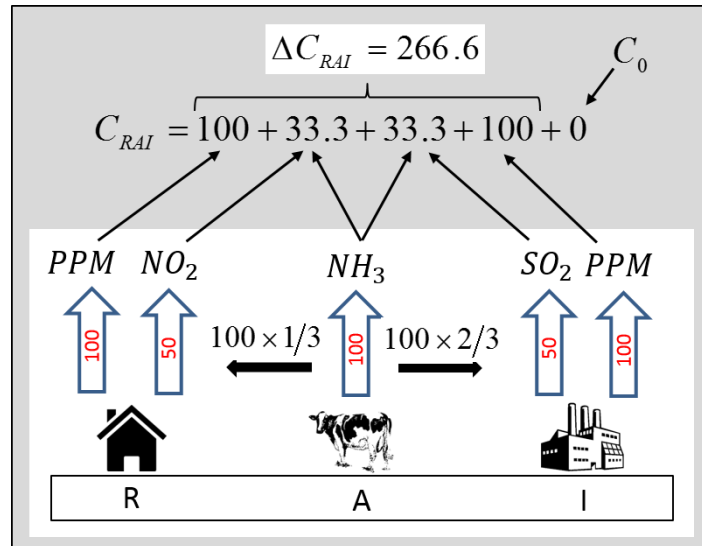 ΔC_RAI = 266.6
C_0
C_RAI = 100 + 33.3 + 33.3 + 100 + 0
PPM NO₂ NH₃ SO₂ PPM
100 × 1/3 100 × 2/3
100 50 100 50 100
R A I